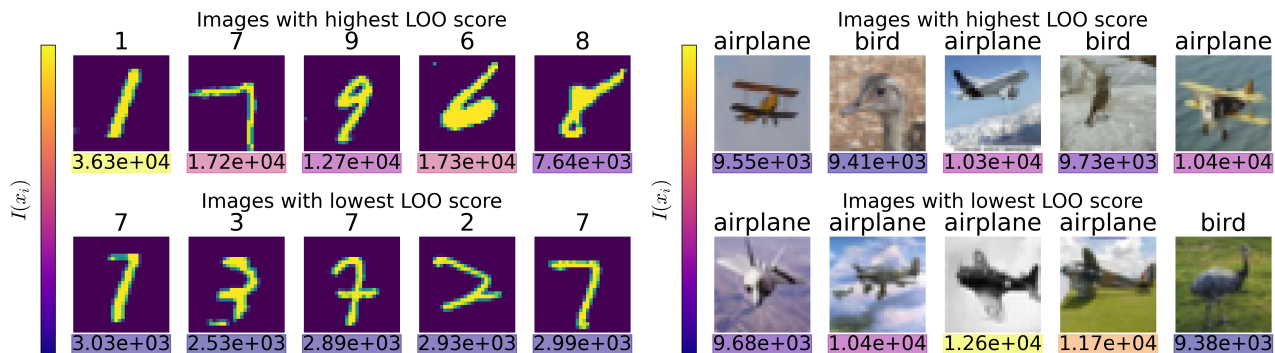 Images with highest LOO score
1 7 9 6 8
3.63e+04 1.72e+04 1.27e+04 1.73e+04 7.64e+03
Images with lowest LOO score
7 3 7 2 7
3.03e+03 2.53e+03 2.89e+03 2.93e+03 2.99e+03
I(x_i)
Images with highest LOO score
airplane bird airplane bird airplane
9.55e+03 9.41e+03 1.03e+04 9.73e+03 1.04e+04
Images with lowest LOO score
airplane airplane airplane airplane bird
9.68e+03 1.04e+04 1.26e+04 1.17e+04 9.38e+03
I(x_i)